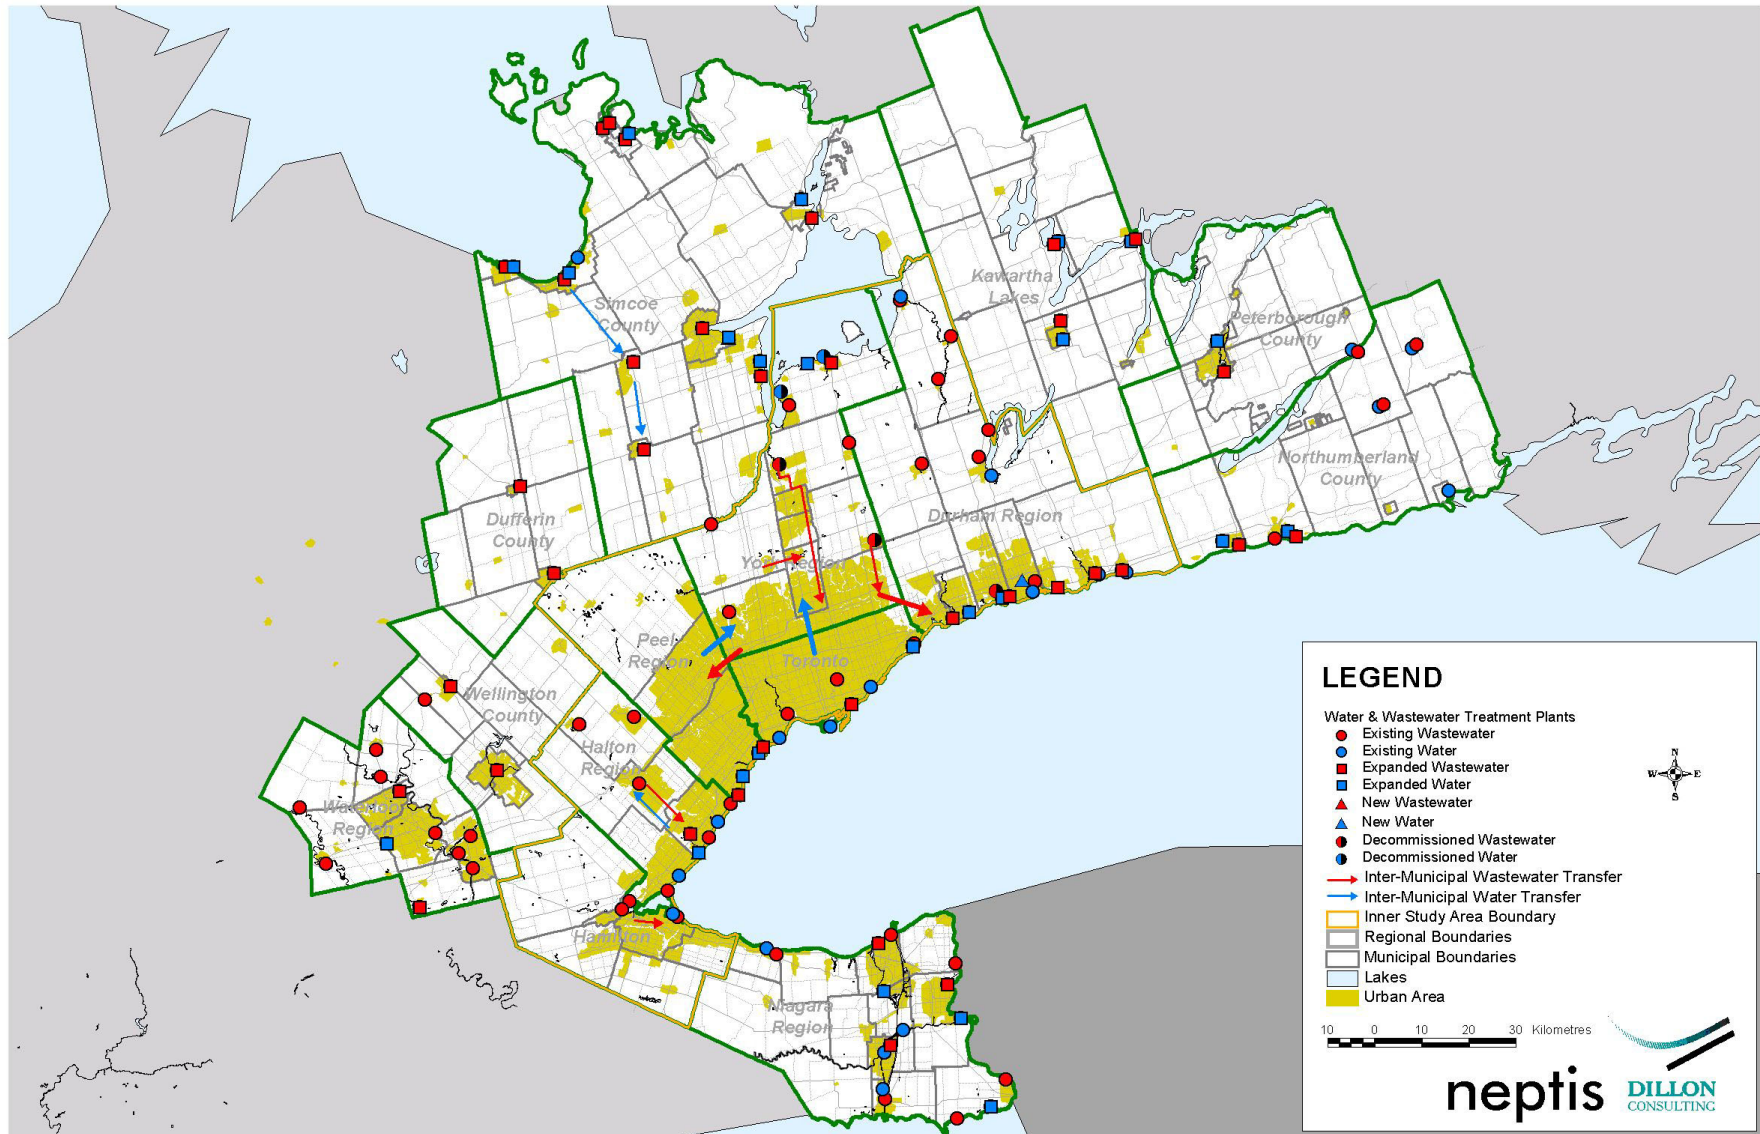 Simcoe
County
Kawartha
Lakes
Peterborough
County
Northumberland
County
Dufferin
County
Durham Region
York Region
Peel
Region
Toronto
Wellington
County
Halton
Region
Waterloo
Region
Hamilton
Niagara
Region
LEGEND
Water & Wastewater Treatment Plants
Existing Wastewater
Existing Water
Expanded Wastewater
Expanded Water
New Wastewater
New Water
Decommissioned Wastewater
Decommissioned Water
Inter-Municipal Wastewater Transfer
Inter-Municipal Water Transfer
Inner Study Area Boundary
Regional Boundaries
Municipal Boundaries
Lakes
Urban Area
N
W E
S
10 0 10 20 30 Kilometres
neptis
DILLON
CONSULTING